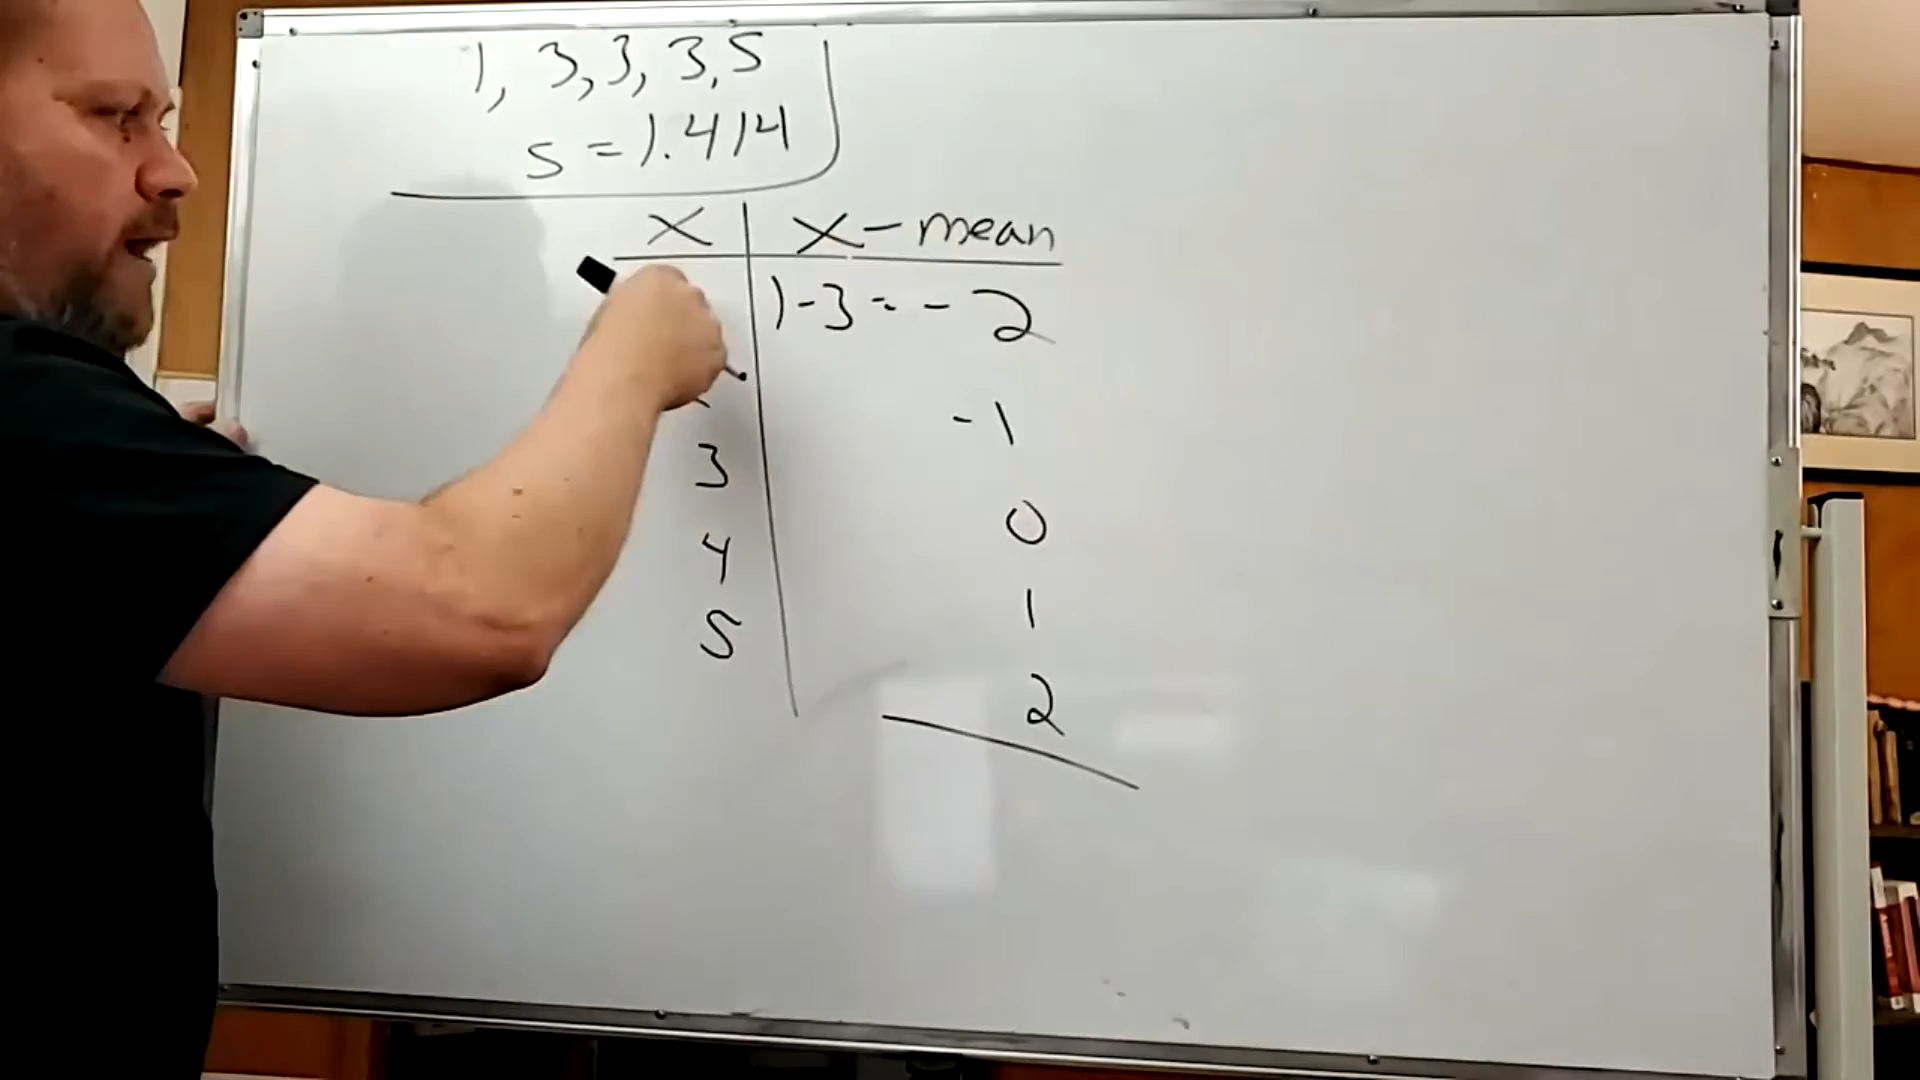 1, 3, 3, 3, 5
s = 1.414
X X - mean
1 - 3 = - 2
- 1
3 0
4 1
5 2